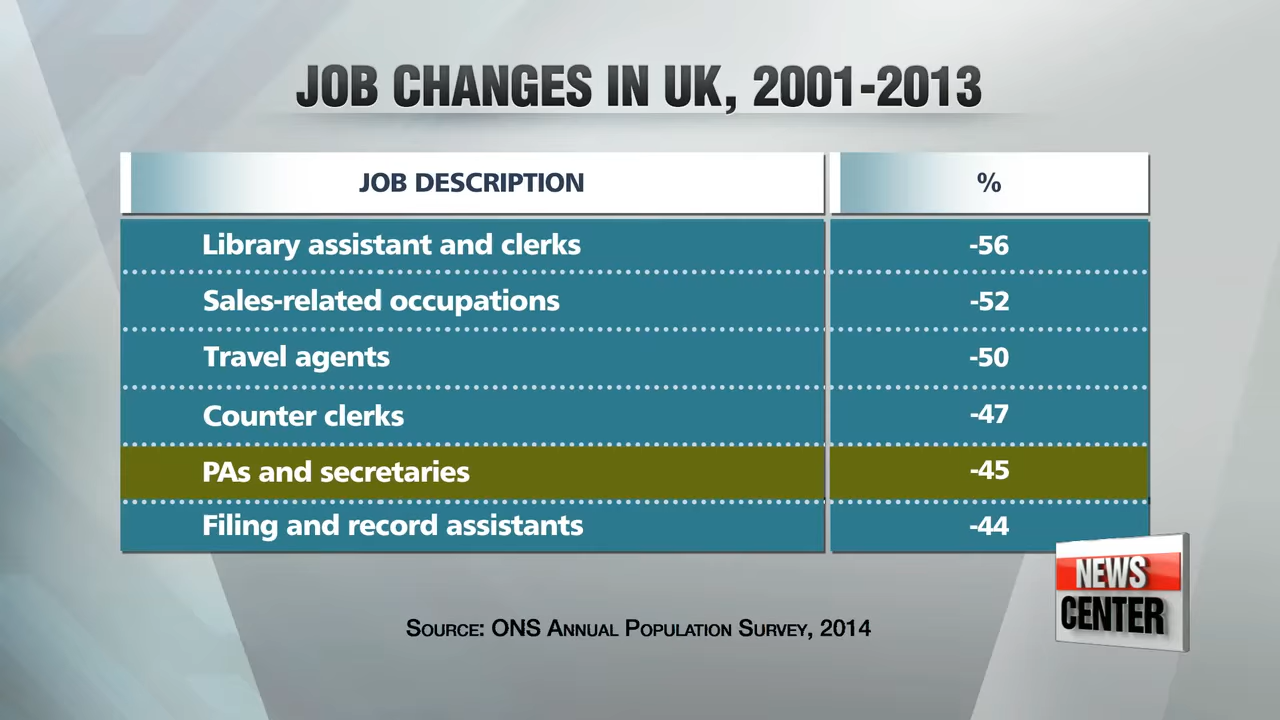 JOB CHANGES IN UK, 2001-2013
JOB DESCRIPTION %
Library assistant and clerks -56
Sales-related occupations -52
Travel agents -50
Counter clerks -47
PAs and secretaries -45
Filing and record assistants -44
NEWS
CENTER
SOURCE: ONS ANNUAL POPULATION SURVEY, 2014